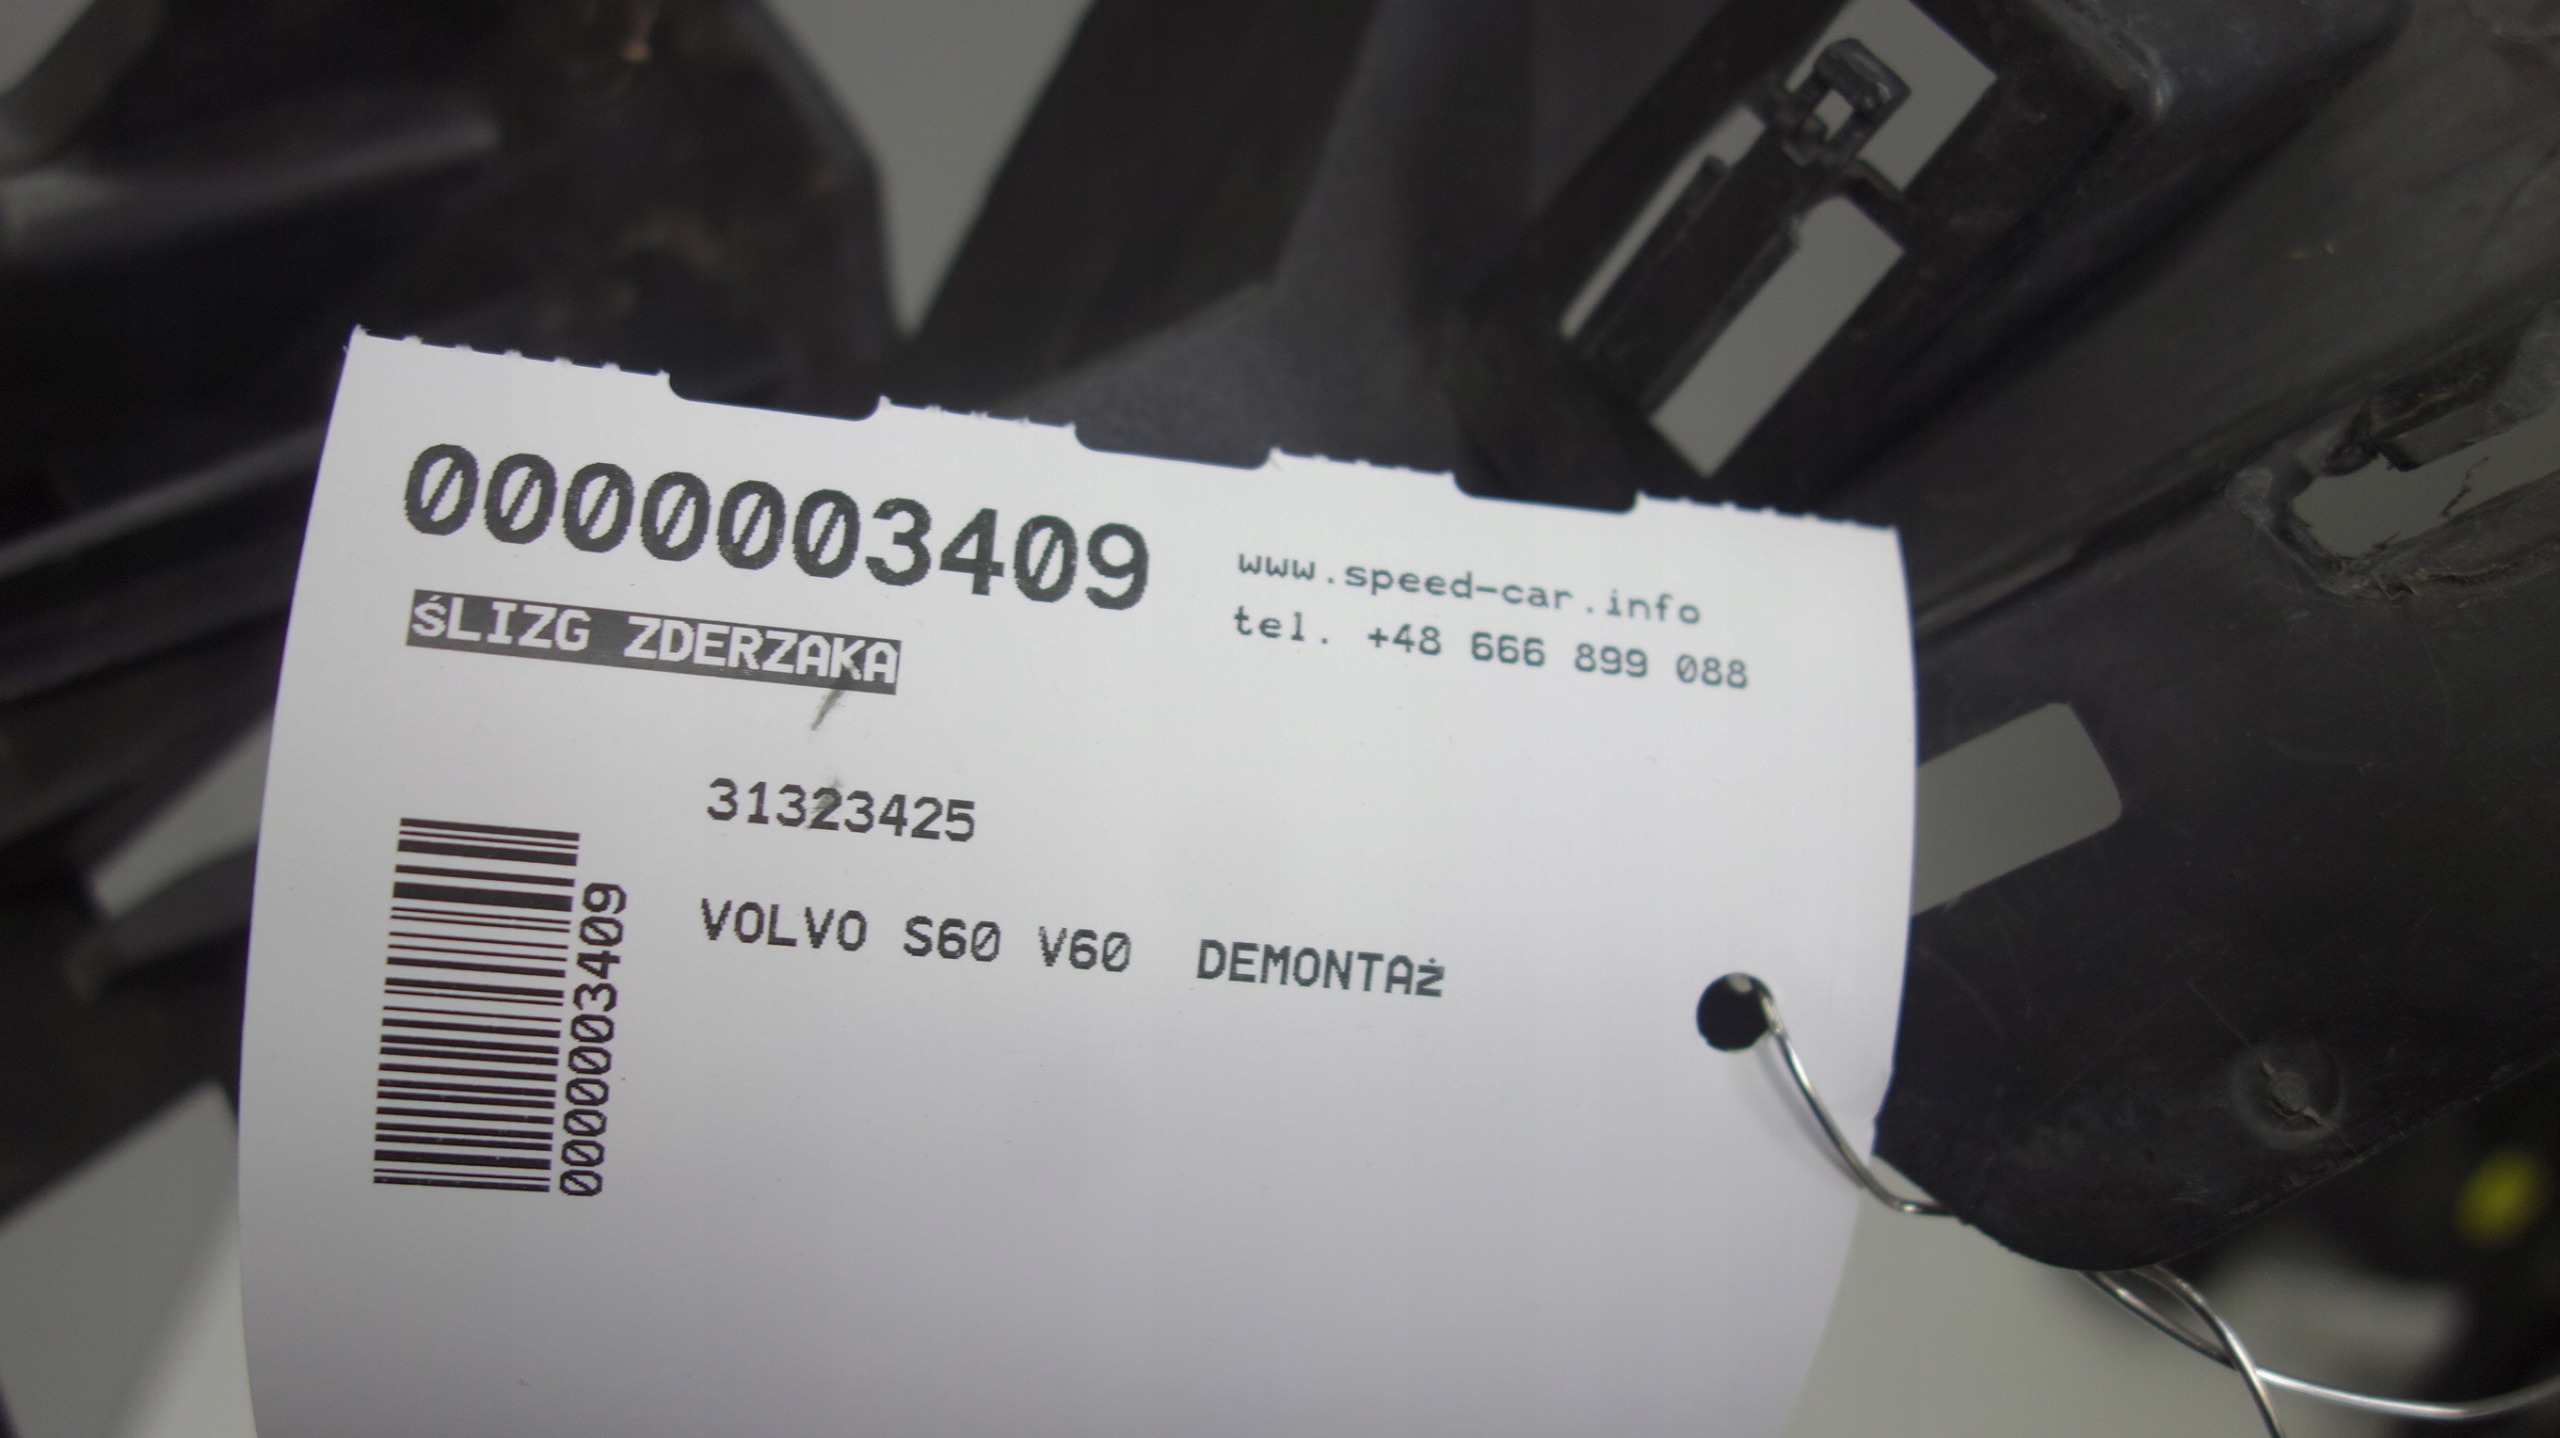 0000003409
www.speed-car.info
tel. +48 666 899 088
ŚLIZG ZDERZAKA
31323425
VOLVO S60 V60 DEMONTAż
0000003409